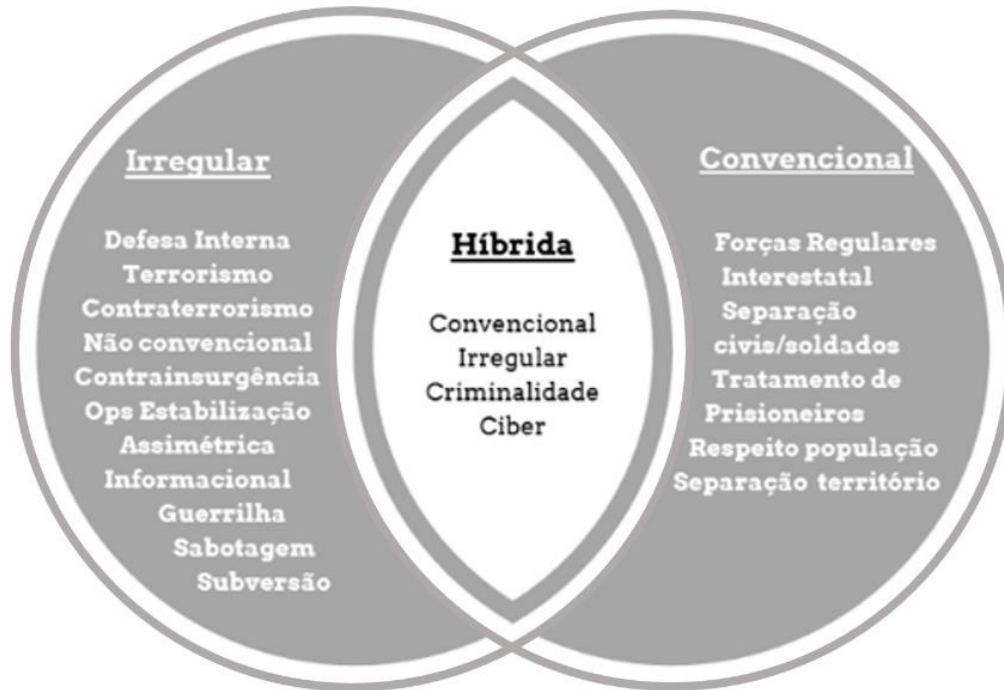 Irregular
Defesa Interna
Terrorismo
Contraterrorismo
Não convencional
Contrainsurgência
Ops Estabilização
Assimétrica
Informacional
Guerrilha
Sabotagem
Subversão
Híbrida
Convencional
Irregular
Criminalidade
Ciber
Convencional
Forças Regulares
Interestatal
Separação
civis/soldados
Tratamento de
Prisioneiros
Respeito população
Separação território